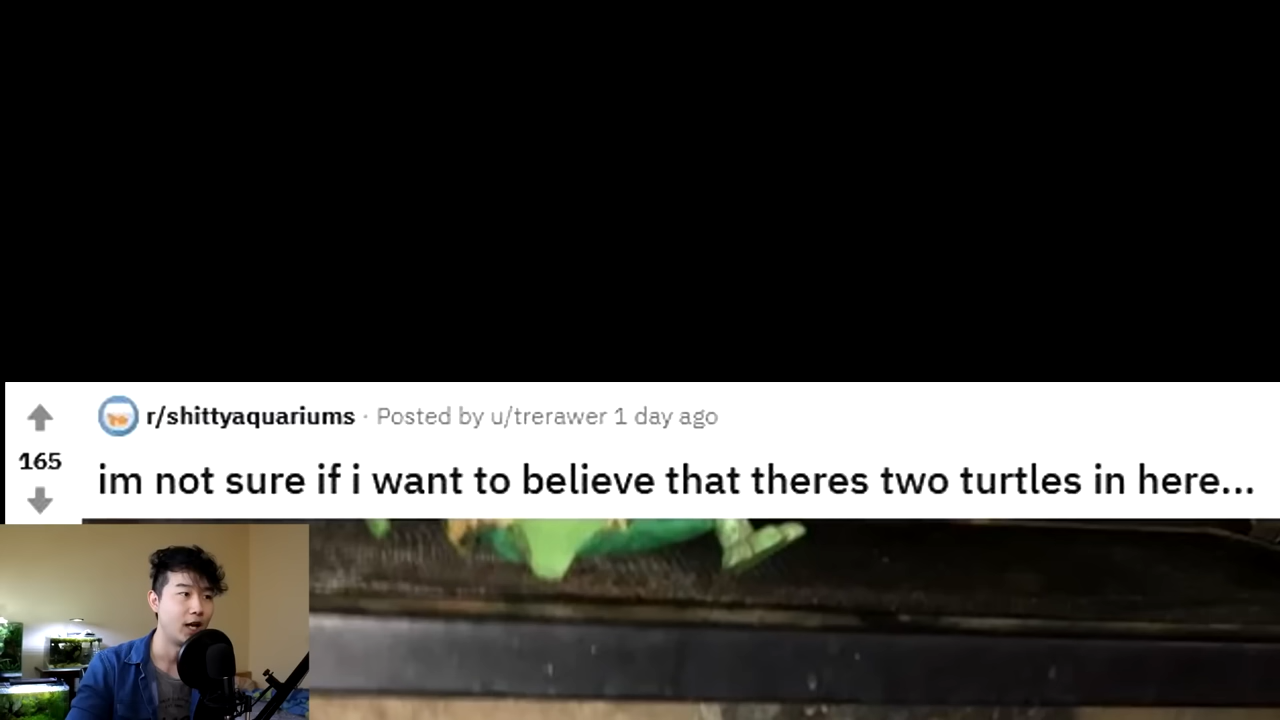 r/shittyaquariums · Posted by u/trerawer 1 day ago
165
im not sure if i want to believe that theres two turtles in here...